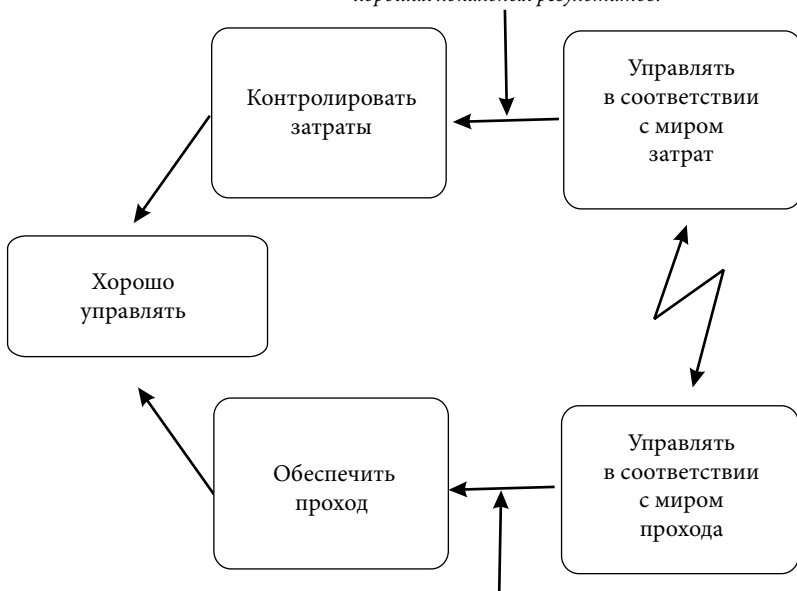 Контролировать
затраты
Управлять
в соответствии
с миром
затрат
Хорошо
управлять
Обеспечить
проход
Управлять
в соответствии
с миром
прохода